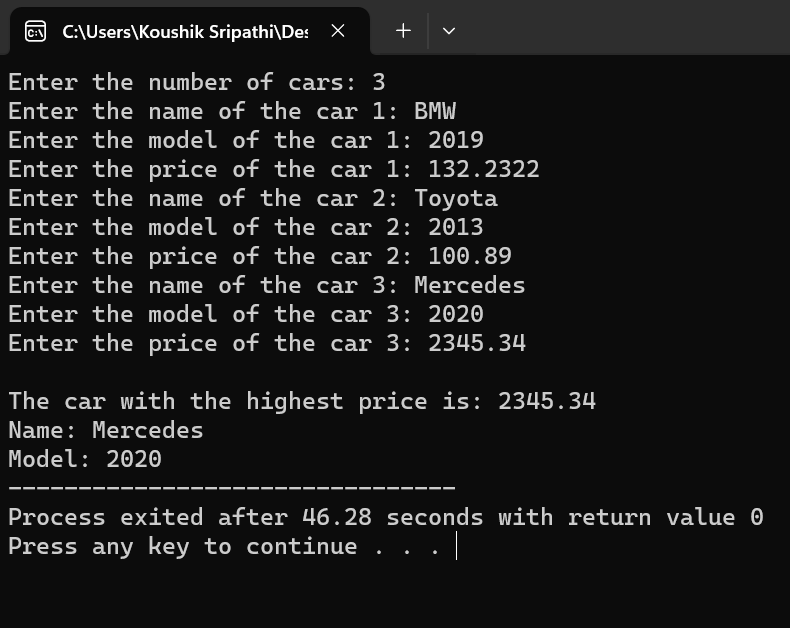 C:\Users\Koushik Sripathi\Des
Enter the number of cars: 3
Enter the name of the car 1: BMW
Enter the model of the car 1: 2019
Enter the price of the car 1: 132.2322
Enter the name of the car 2: Toyota
Enter the model of the car 2: 2013
Enter the price of the car 2: 100.89
Enter the name of the car 3: Mercedes
Enter the model of the car 3: 2020
Enter the price of the car 3: 2345.34
The car with the highest price is: 2345.34
Name: Mercedes
Model: 2020
--------------------------------
Process exited after 46.28 seconds with return value 0
Press any key to continue . . .